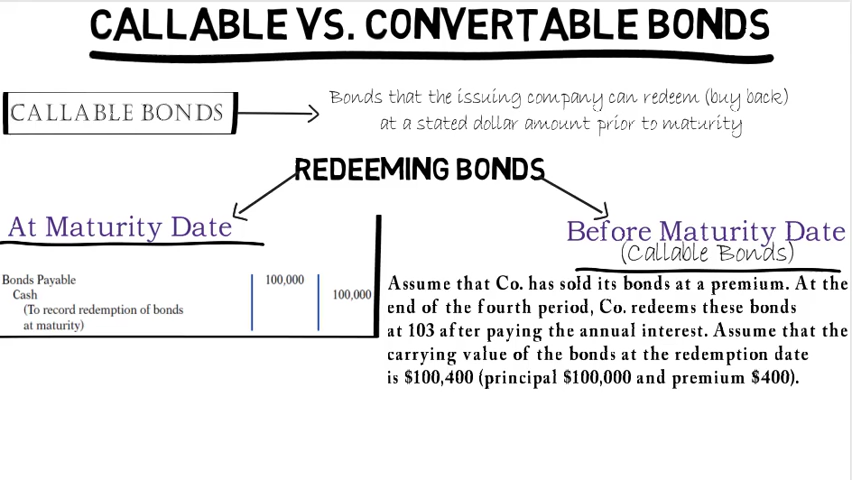 CALLABLE VS. CONVERTABLE BONDS
CALLABLE BONDS
Bonds that the issuing company can redeem (buy back)
at a stated dollar amount prior to maturity
REDEEMING BONDS
At Maturity Date
Bonds Payable 100,000
Cash 100,000
(To record redemption of bonds
at maturity)
Before Maturity Date
(Callable Bonds)
Assume that Co. has sold its bonds at a premium. At the
end of the fourth period, Co. redeems these bonds
at 103 after paying the annual interest. Assume that the
carrying value of the bonds at the redemption date
is $100,400 (principal $100,000 and premium $400).